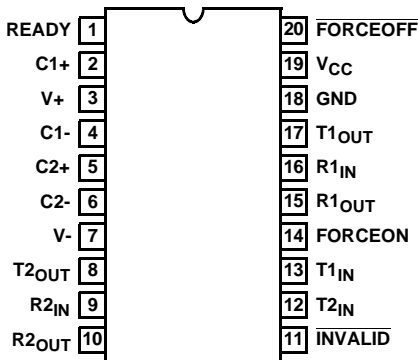 READY 1 20 FORCEOFF
C1+ 2 19 VCC
V+ 3 18 GND
C1- 4 17 T1OUT
C2+ 5 16 R1IN
C2- 6 15 R1OUT
V- 7 14 FORCEON
T2OUT 8 13 T1IN
R2IN 9 12 T2IN
R2OUT 10 11 INVALID